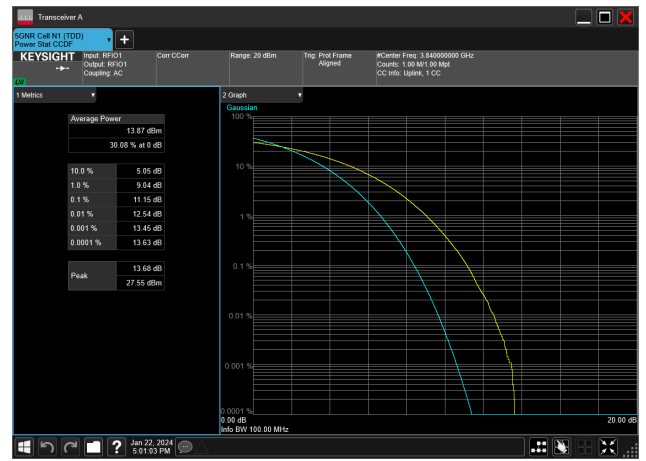 Transceiver A
5GNR Cell N1 (TDD)
Power Stat CCDF
KEYSIGHT
Input: RFIO1
Output: RFIO1
Coupling: AC
Corr CCorr
Range: 20 dBm
Trig: Prot Frame
Aligned
#Center Freq: 3.840000000 GHz
Counts: 1.00 M/1.00 Mpt
CC Info: Uplink, 1 CC
1 Metrics
Average Power
13.87 dBm
30.08 % at 0 dB
10.0 % 5.05 dB
1.0 % 9.04 dB
0.1 % 11.15 dB
0.01 % 12.54 dB
0.001 % 13.45 dB
0.0001 % 13.63 dB
Peak
13.68 dB
27.55 dBm
2 Graph
Gaussian
100 %
10 %
1 %
0.1 %
0.01 %
0.001 %
0.0001 %
0.00 dB
20.00 dB
Info BW 100.00 MHz
Jan 22, 2024
5:01:03 PM